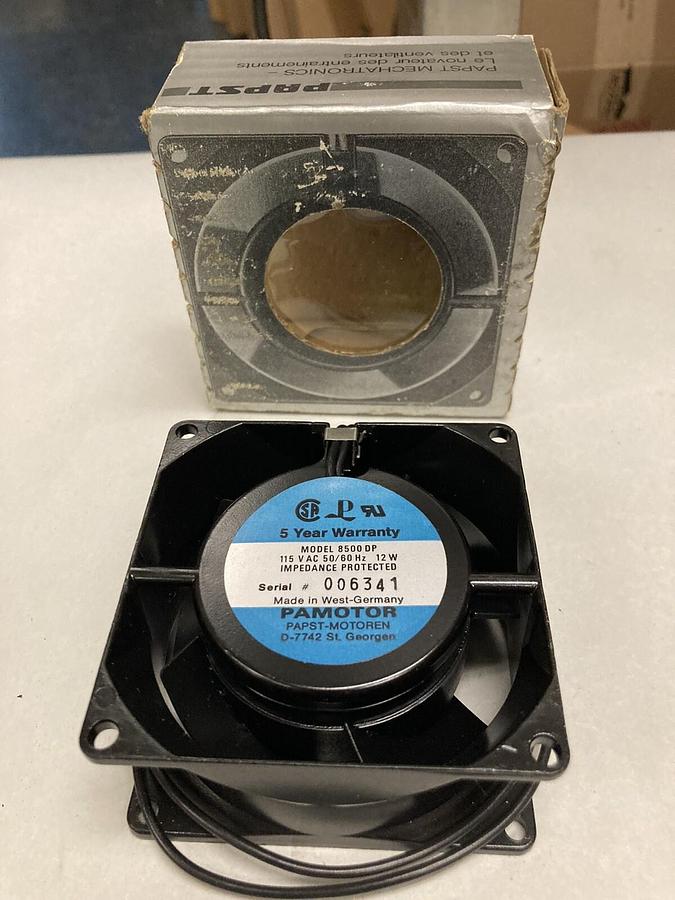 PAPST MECHATRONICS -
Le novateur des entraînements
et des ventilateurs
PAPST
5 Year Warranty
MODEL 8500 DP
115 V AC 50/60 Hz 12 W
IMPEDANCE PROTECTED
Serial # 006341
Made in West-Germany
PAMOTOR
PAPST-MOTOREN
D-7742 St. Georgen